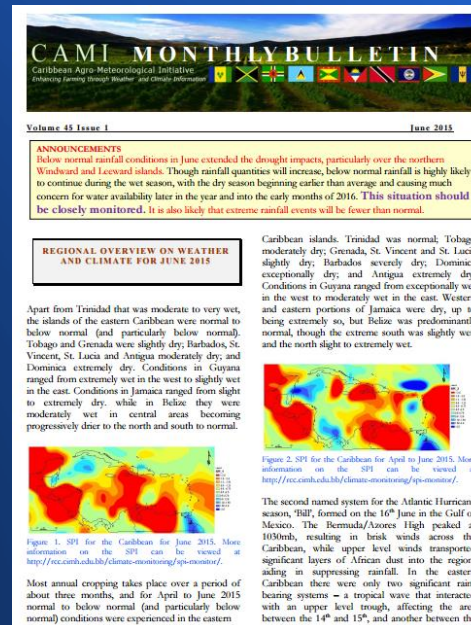 CAMI MONTHLY BULLETIN
Caribbean Agro-Meteorological Initiative
Enhancing Farming through Weather and Climate Information
Volume 45 Issue 1 June 2015
ANNOUNCEMENTS
Below normal rainfall conditions in June extended the drought impacts, particularly over the northern
Windward and Leeward islands. Though rainfall quantities will increase, below normal rainfall is highly likely
to continue during the wet season, with the dry season beginning earlier than average and causing much
concern for water availability later in the year and into the early months of 2016. This situation should
be closely monitored. It is also likely that extreme rainfall events will be fewer than normal.
REGIONAL OVERVIEW ON WEATHER
AND CLIMATE FOR JUNE 2015
Apart from Trinidad that was moderate to very wet,
the islands of the eastern Caribbean were normal to
below normal (and particularly below normal).
Tobago and Grenada were slightly dry; Barbados, St.
Vincent, St. Lucia and Antigua moderately dry; and
Dominica extremely dry. Conditions in Guyana
ranged from extremely wet in the west to slightly wet
in the east. Conditions in Jamaica ranged from slight
to extremely dry. while in Belize they were
moderately wet in central areas becoming
progressively drier to the north and south to normal.
Figure 1. SPI for the Caribbean for June 2015. More
information on the SPI can be viewed at
http://rcc.cimh.edu.bb/climate-monitoring/spi-monitor/.
Most annual cropping takes place over a period of
about three months, and for April to June 2015
normal to below normal (and particularly below
normal) conditions were experienced in the eastern
Caribbean islands. Trinidad was normal; Tobag
moderately dry; Grenada, St. Vincent and St. Luci
slightly dry; Barbados severely dry; Dominic
exceptionally dry; and Antigua extremely dry
Conditions in Guyana ranged from exceptionally we
in the west to moderately wet in the east. Wester
and eastern portions of Jamaica were dry, up t
being extremely so, but Belize was predominantl
normal, though the extreme south was slightly we
and the north slight to extremely wet.
Figure 2. SPI for the Caribbean for April to June 2015. Mor
information on the SPI can be viewed a
http://rcc.cimh.edu.bb/climate-monitoring/spi-monitor/.
The second named system for the Atlantic Hurrican
season, 'Bill', formed on the 16th June in the Gulf o
Mexico. The Bermuda/Azores High peaked a
1030mb, resulting in brisk winds across th
Caribbean, while upper level winds transporte
significant layers of African dust into the region
aiding in suppressing rainfall. In the easter
Caribbean there were only two significant rain
bearing systems – a tropical wave that interacte
with an upper level trough, affecting the are
between the 14th and 15th, and another between th